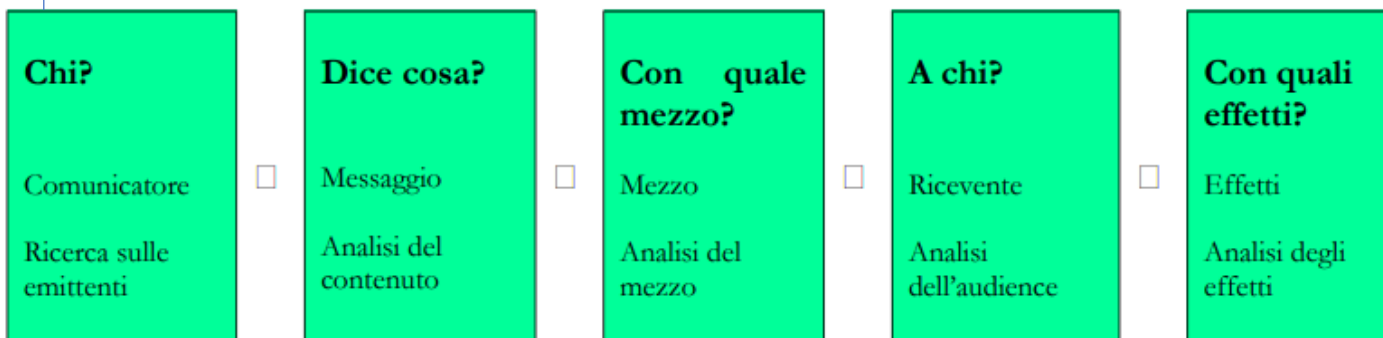 Chi?
Comunicatore
Ricerca sulle
emittenti
Dice cosa?
Messaggio
Analisi del
contenuto
Con quale
mezzo?
Mezzo
Analisi del
mezzo
A chi?
Ricevente
Analisi
dell’audience
Con quali
effetti?
Effetti
Analisi degli
effetti